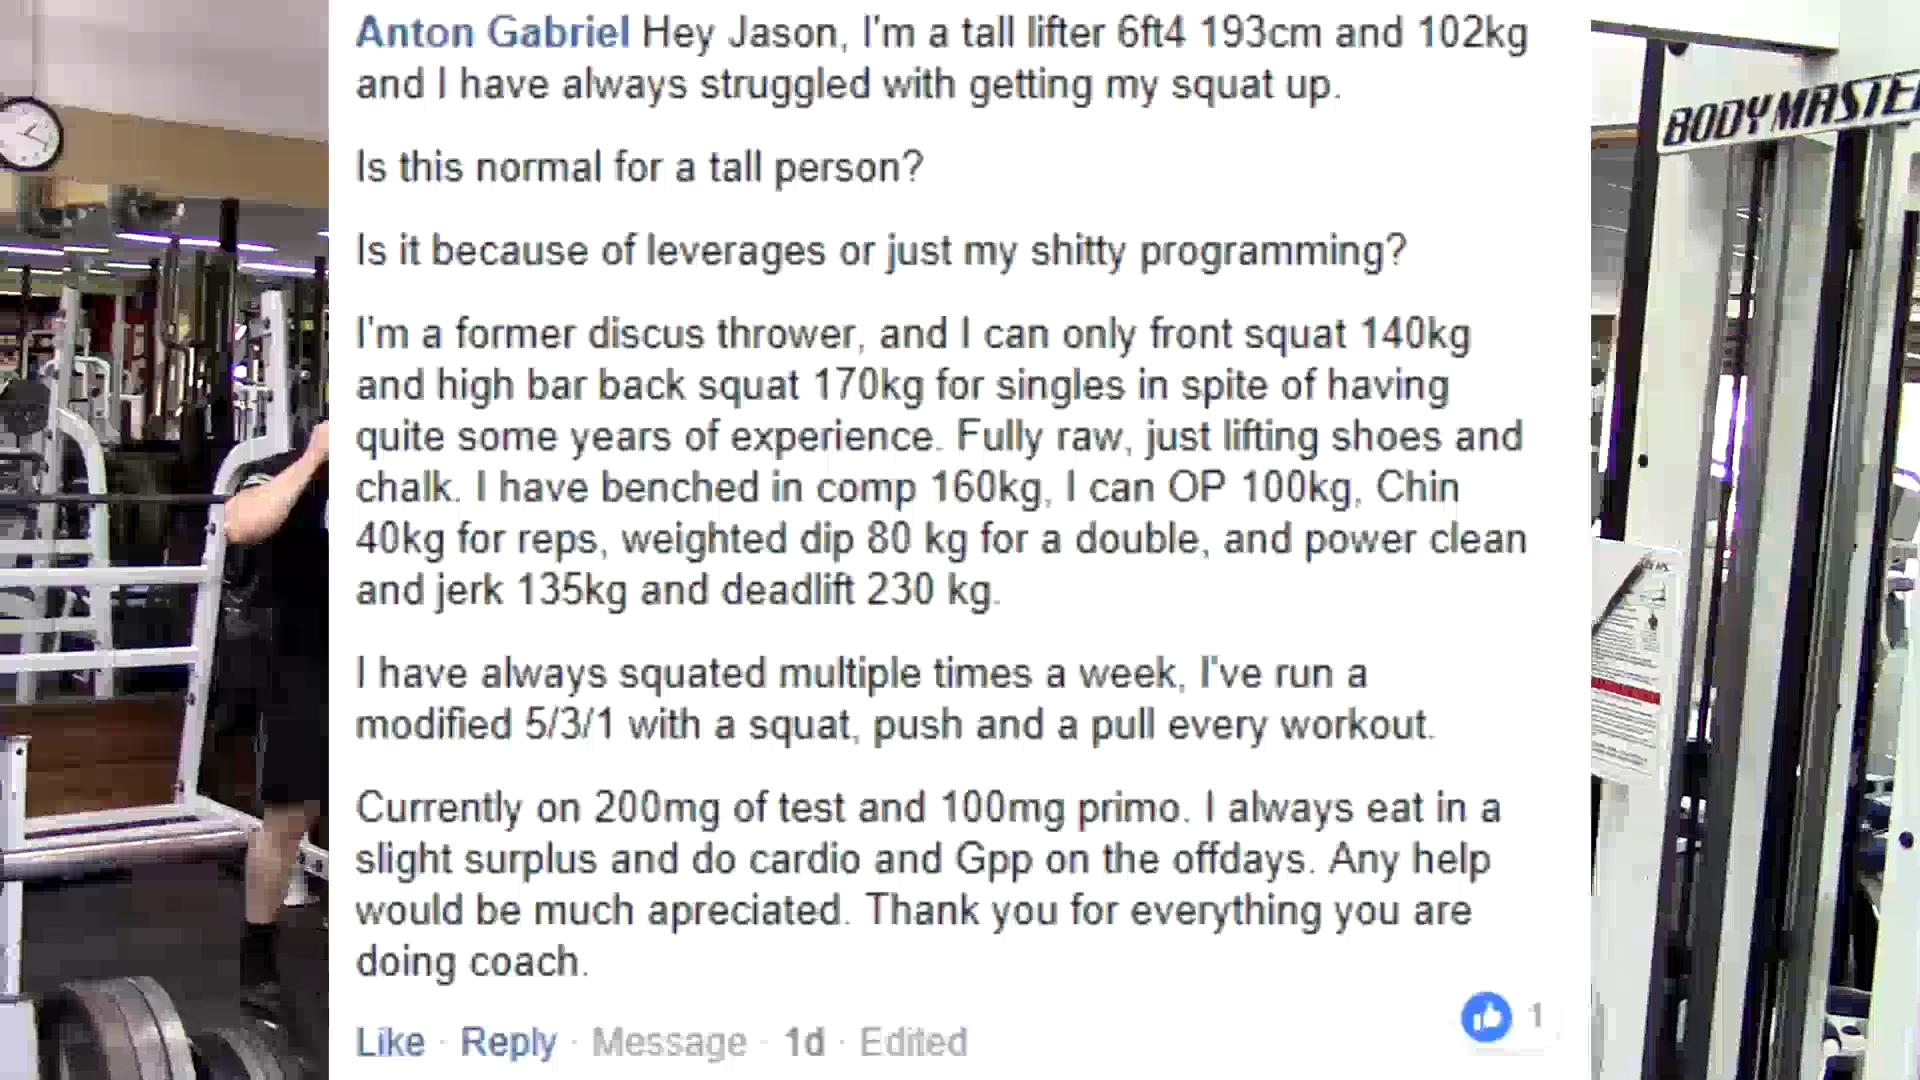 Anton Gabriel Hey Jason, I'm a tall lifter 6ft4 193cm and 102kg
and I have always struggled with getting my squat up.
Is this normal for a tall person?
Is it because of leverages or just my shitty programming?
I'm a former discus thrower, and I can only front squat 140kg
and high bar back squat 170kg for singles in spite of having
quite some years of experience. Fully raw, just lifting shoes and
chalk. I have benched in comp 160kg, I can OP 100kg, Chin
40kg for reps, weighted dip 80 kg for a double, and power clean
and jerk 135kg and deadlift 230 kg.
I have always squated multiple times a week, I've run a
modified 5/3/1 with a squat, push and a pull every workout.
Currently on 200mg of test and 100mg primo. I always eat in a
slight surplus and do cardio and Gpp on the offdays. Any help
would be much apreciated. Thank you for everything you are
doing coach.
Like · Reply · Message · 1d · Edited
1
BODYMASTE